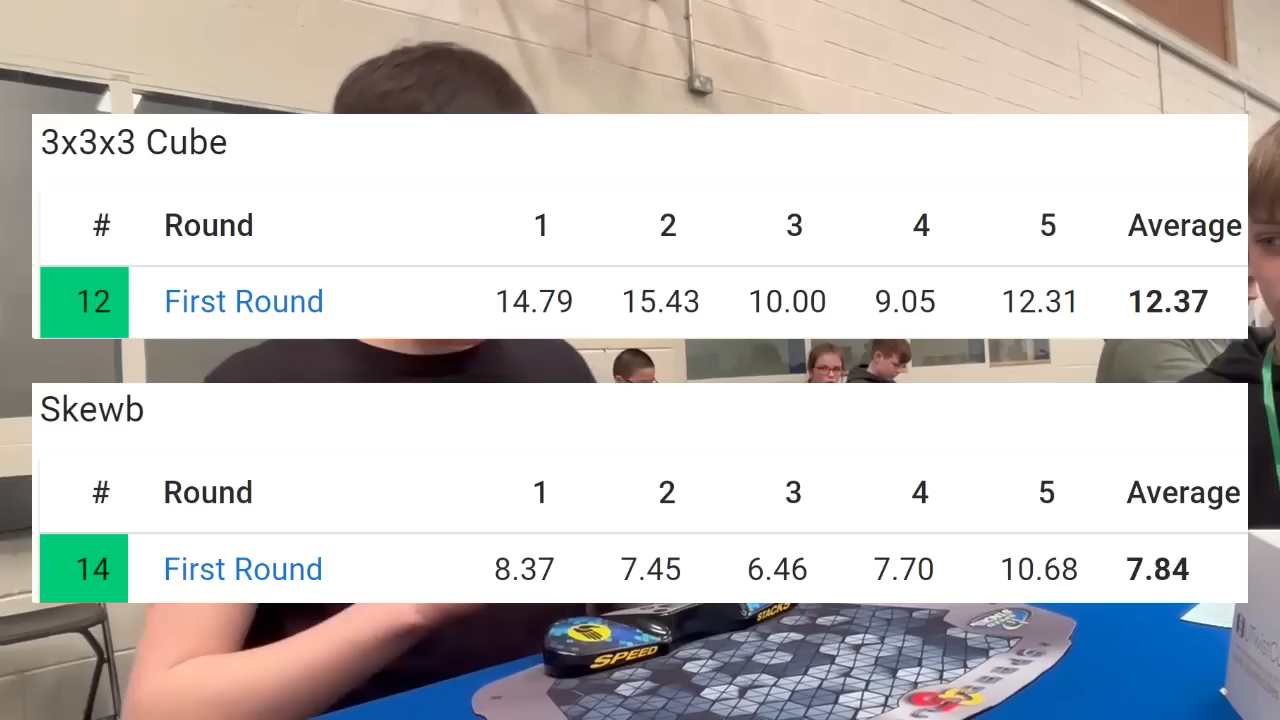 3x3x3 Cube
# Round 1 2 3 4 5 Average
12 First Round 14.79 15.43 10.00 9.05 12.31 12.37
Skewb
# Round 1 2 3 4 5 Average
14 First Round 8.37 7.45 6.46 7.70 10.68 7.84
STACKS
SPEED